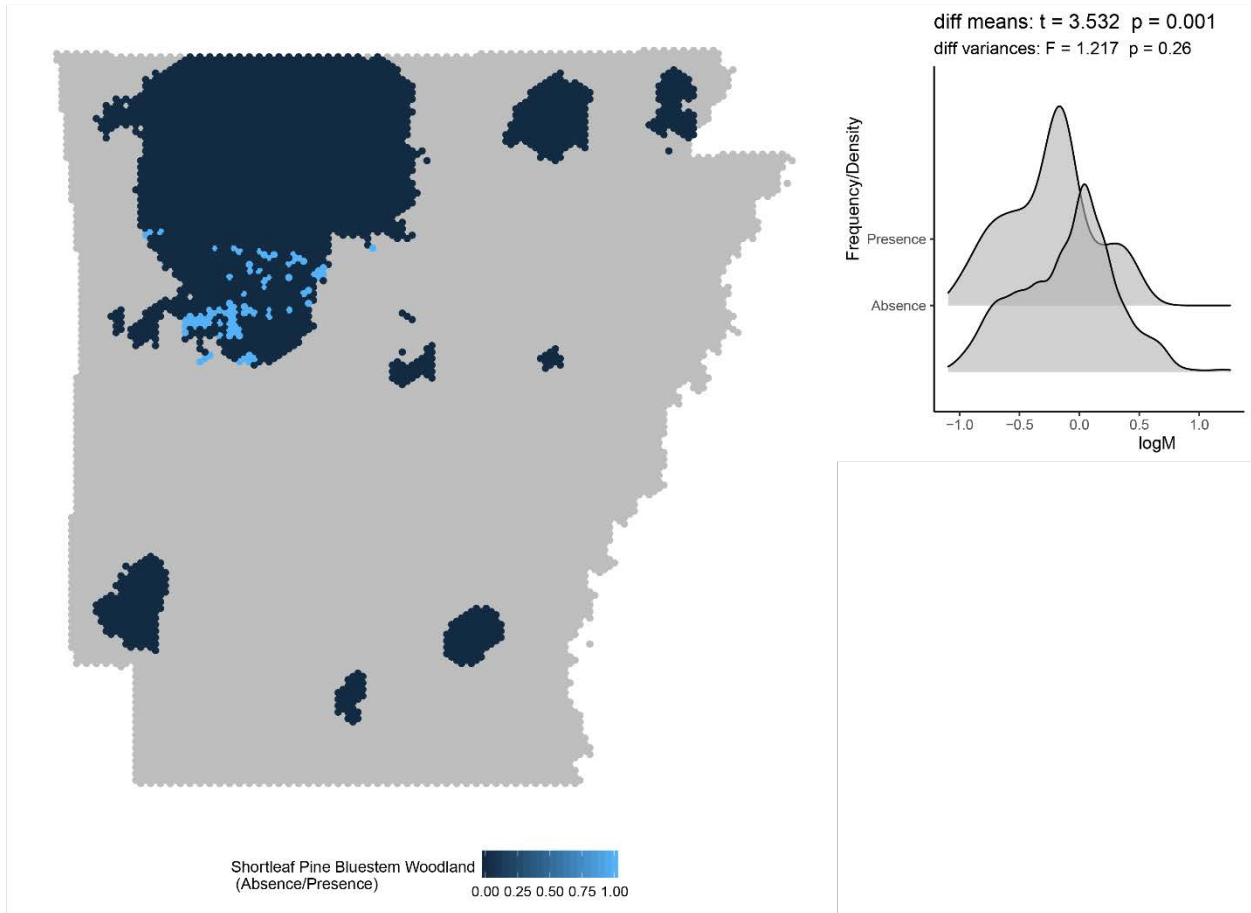 diff means: t = 3.532 p = 0.001
diff variances: F = 1.217 p = 0.26
Frequency/Density
Presence
Absence
−1.0 −0.5 0.0 0.5 1.0
logM
Shortleaf Pine Bluestem Woodland
(Absence/Presence)
0.00 0.25 0.50 0.75 1.00